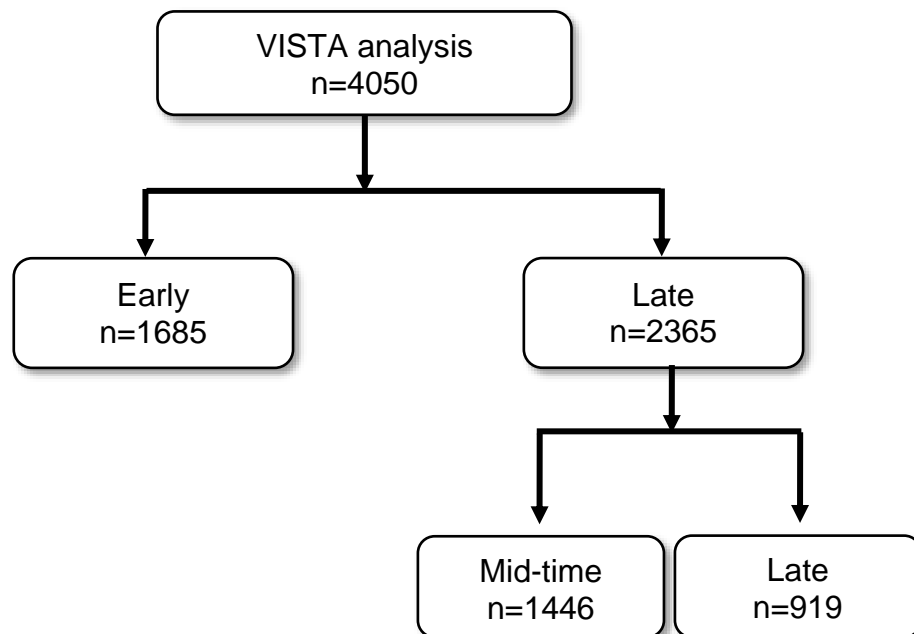 VISTA analysis
n=4050
Early
n=1685
Late
n=2365
Mid-time
n=1446
Late
n=919